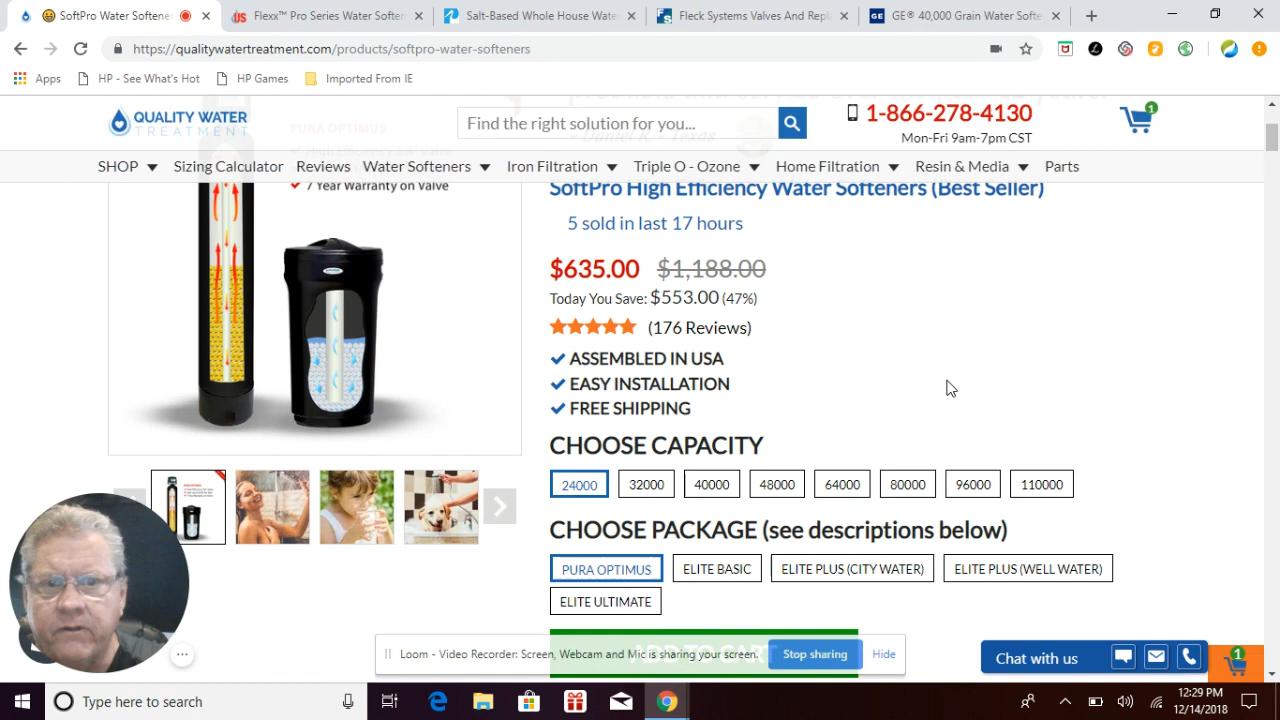 SoftPro Water Softeners
Flexx™ Pro Series Water Soft
Salt-Based Whole House Wate
Fleck Systems Valves And Repl
GE® 40,000 Grain Water Softe
https://qualitywatertreatment.com/products/softpro-water-softeners
Apps
HP - See What's Hot
HP Games
Imported From IE
QUALITY WATER
TREATMENT
Find the right solution for you...
1-866-278-4130
Mon-Fri 9am-7pm CST
1
SHOP
Sizing Calculator
Reviews
Water Softeners
Iron Filtration
Triple O - Ozone
Home Filtration
Resin & Media
Parts
7 Year Warranty on Valve
SoftPro High Efficiency Water Softeners (Best Seller)
5 sold in last 17 hours
$635.00 $1,188.00
Today You Save: $553.00 (47%)
(176 Reviews)
ASSEMBLED IN USA
EASY INSTALLATION
FREE SHIPPING
CHOOSE CAPACITY
24000 32000 40000 48000 64000 80000 96000 110000
CHOOSE PACKAGE (see descriptions below)
PURA OPTIMUS ELITE BASIC ELITE PLUS (CITY WATER) ELITE PLUS (WELL WATER)
ELITE ULTIMATE
ADD TO CART
Loom - Video Recorder: Screen, Webcam and Mic is sharing your screen.
Stop sharing
Hide
Chat with us
1
Type here to search
12:29 PM
12/14/2018